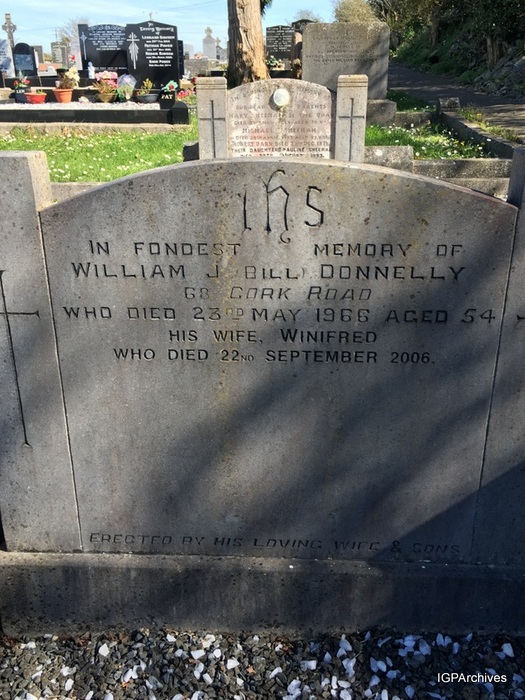 IHS
IN FONDEST MEMORY OF
WILLIAM J. (BILL) DONNELLY
68 CORK ROAD
WHO DIED 23RD MAY 1966 AGED 54
HIS WIFE, WINIFRED
WHO DIED 22ND SEPTEMBER 2006.
ERECTED BY HIS LOVING WIFE & SONS
IGPArchives